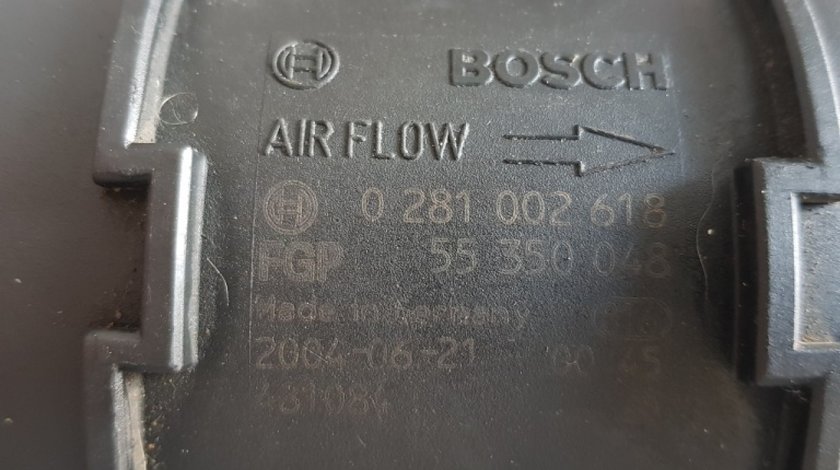 BOSCH
AIR FLOW
0 281 002 618
FGP 55 350 048
Made in Germany
2004-06-21